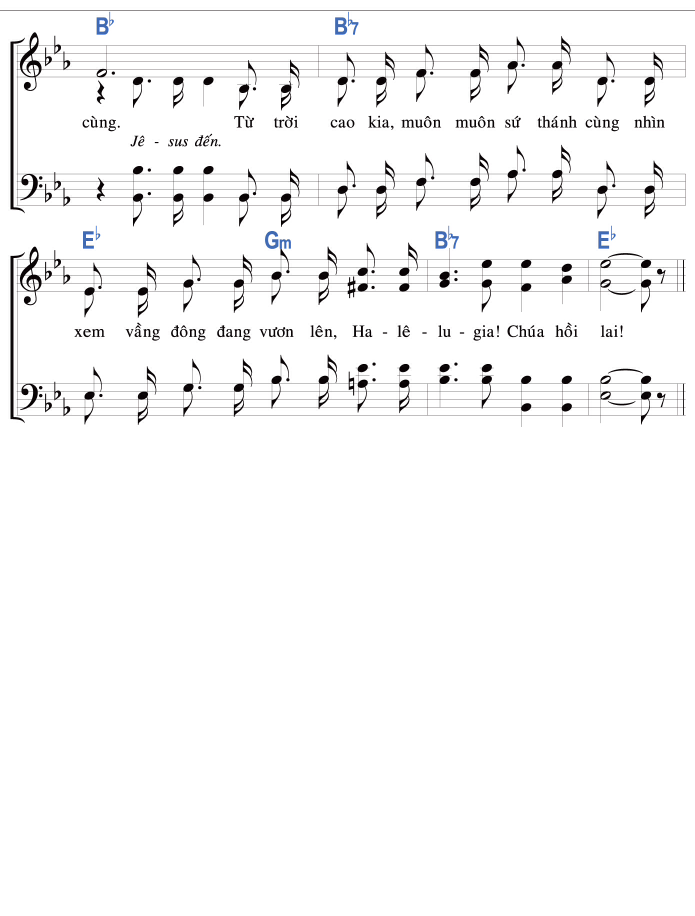 B♭ B♭7
cùng. Từ trời cao kia, muôn muôn sứ thánh cùng nhìn
Jê - sus đến.
E♭ Gm B♭7 E♭
xem vầng đông đang vươn lên, Ha - lê - lu - gia! Chúa hồi lai!